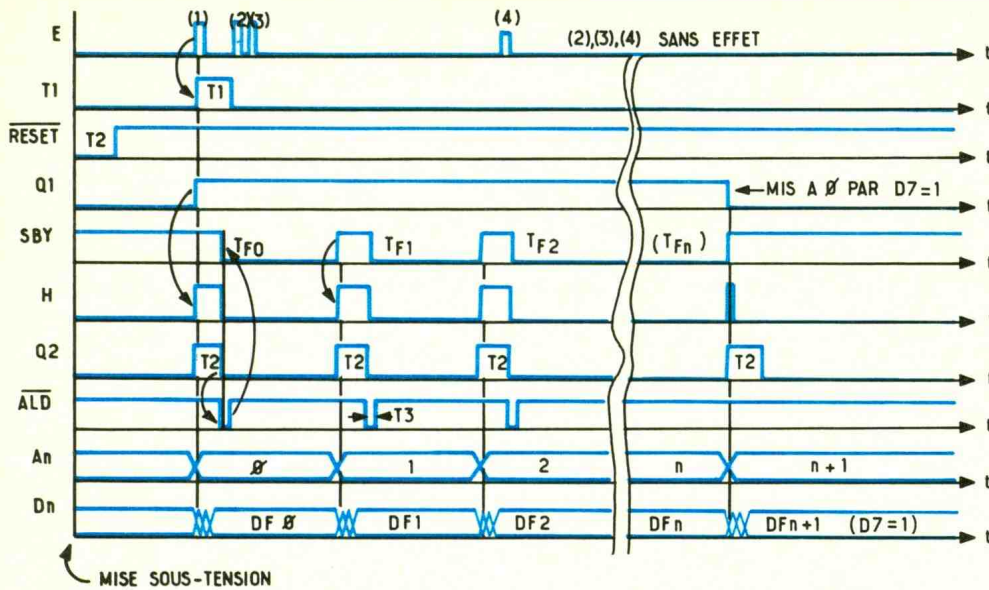 (1) (2)(3) (4)
E (2),(3),(4) SANS EFFET t
T1 T1 t
RESET T2 t
Q1 MIS A Ø PAR D7=1 t
SBY TF0 TF1 TF2 (TFn) t
H t
Q2 T2 T2 T2 T2 t
ALD T3 t
An Ø 1 2 n n+1 t
Dn DF Ø DF1 DF2 DFn DFn+1 (D7=1) t
MISE SOUS-TENSION